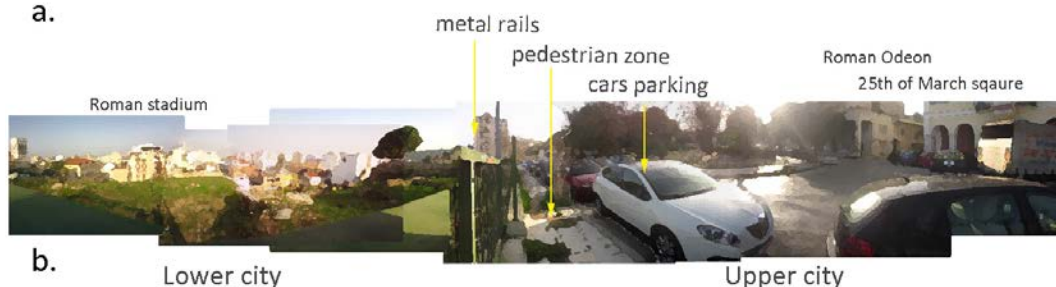 a.
metal rails
pedestrian zone
cars parking
Roman Odeon
25th of March sqaure
Roman stadium
b.
Lower city
Upper city